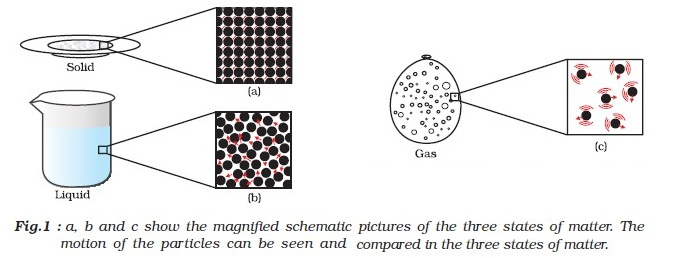 Solid
(a)
Liquid
(b)
Gas
(c)
Fig.1 : a, b and c show the magnified schematic pictures of the three states of matter. The
motion of the particles can be seen and compared in the three states of matter.